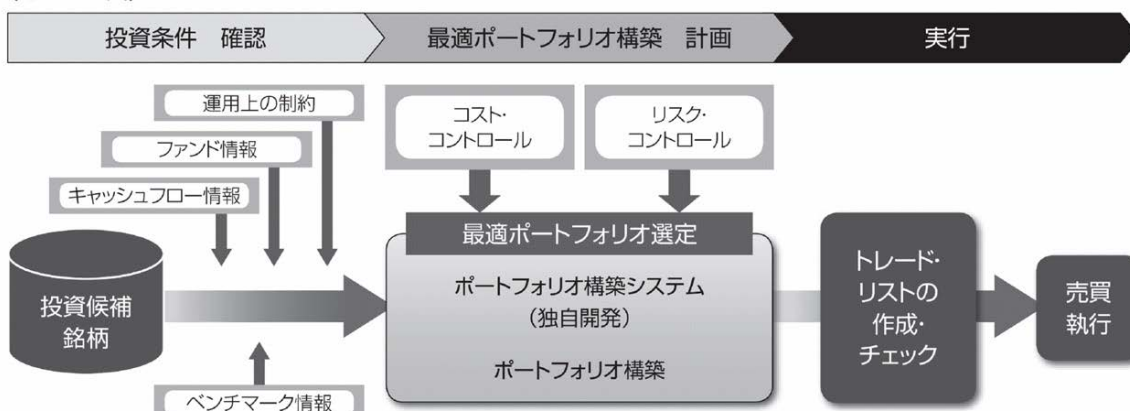 投資条件 確認
最適ポートフォリオ構築 計画
実行
運用上の制約
ファンド情報
キャッシュフロー情報
コスト・
コントロール
リスク・
コントロール
投資候補
銘柄
最適ポートフォリオ選定
ポートフォリオ構築システム
（独自開発）
ポートフォリオ構築
トレード・
リストの
作成・
チェック
売買
執行
ベンチマーク情報